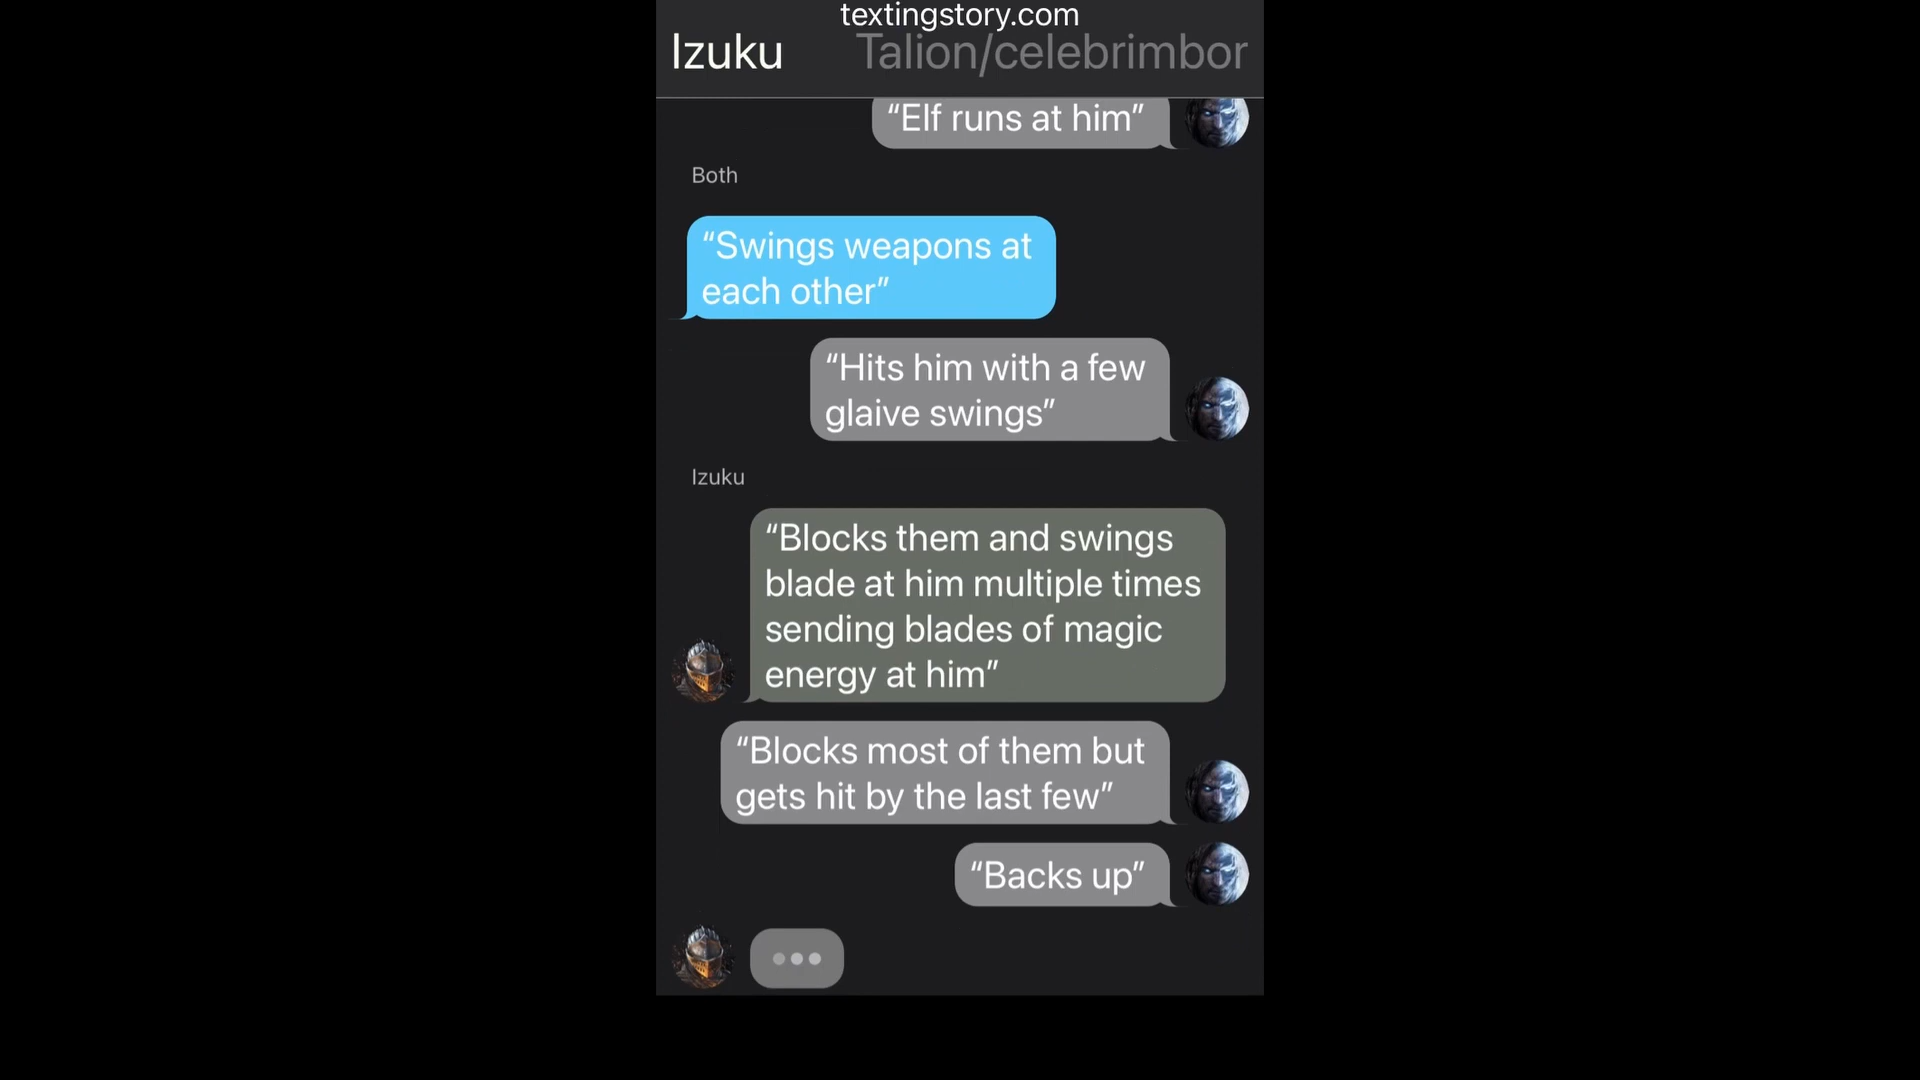 textingstory.com
Izuku Talion/celebrimbor
“Elf runs at him”
Both
“Swings weapons at
each other”
“Hits him with a few
glaive swings”
Izuku
“Blocks them and swings
blade at him multiple times
sending blades of magic
energy at him”
“Blocks most of them but
gets hit by the last few”
“Backs up”